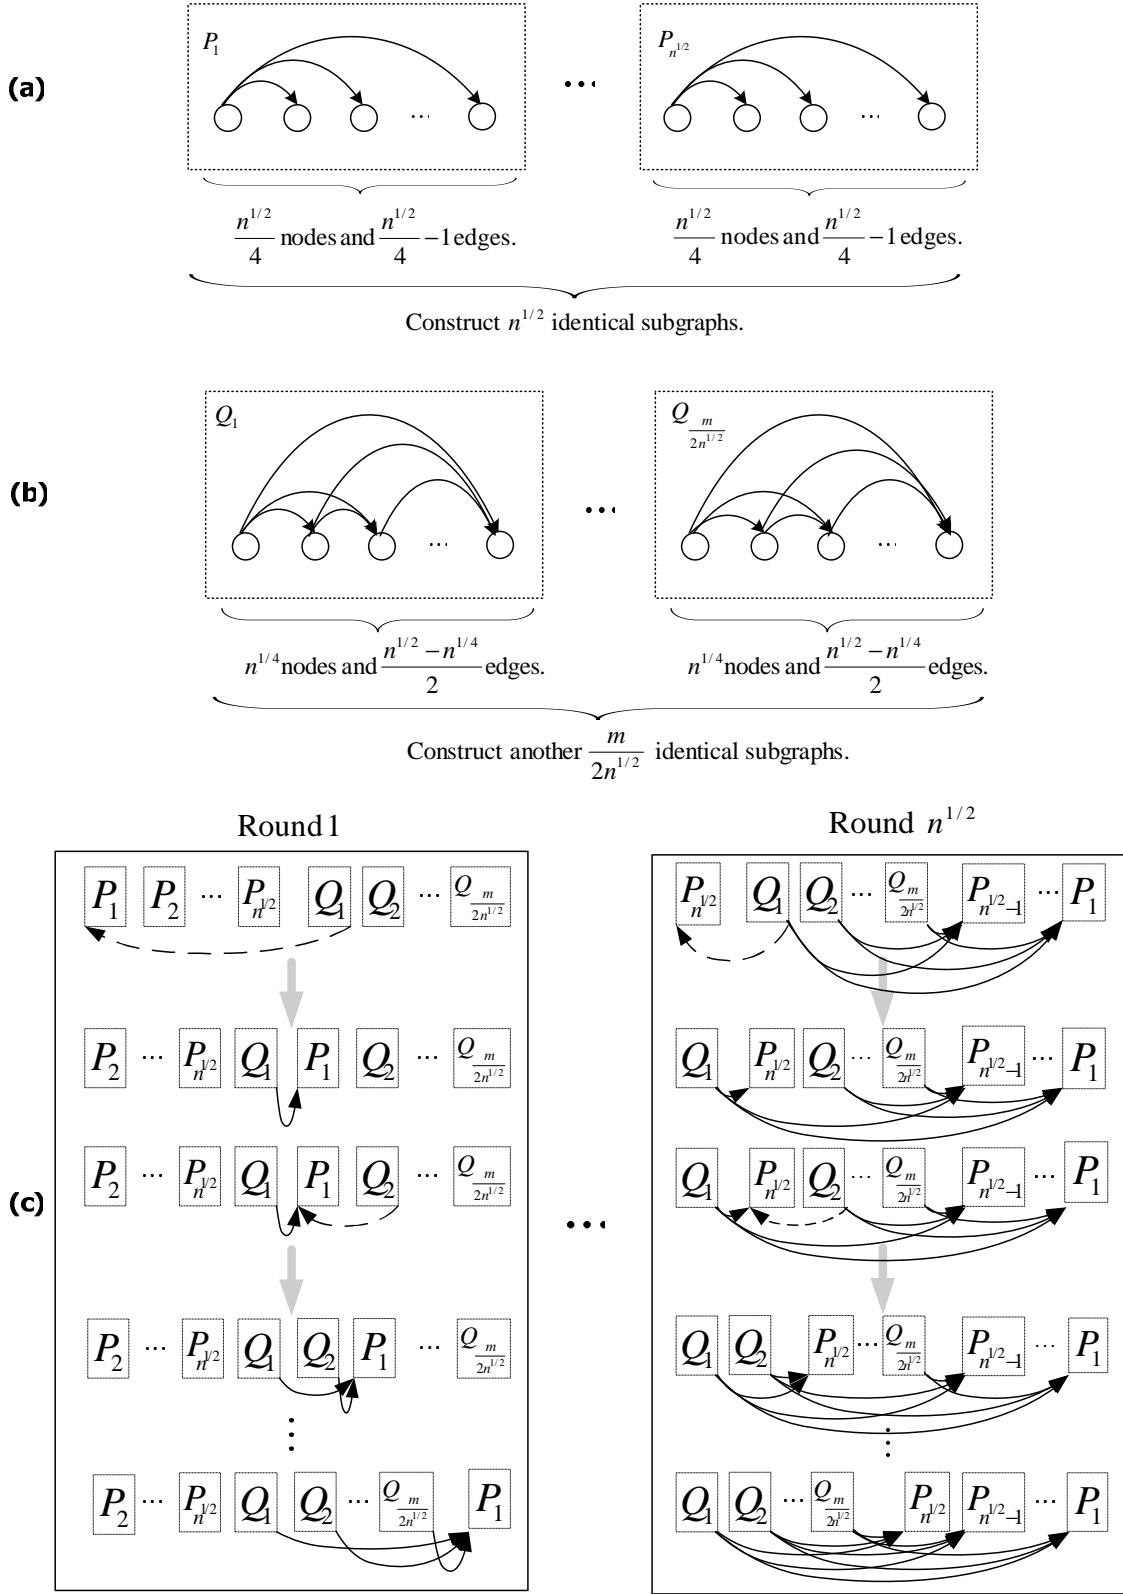 (a)
P_1 P_{n^{1/2}}
... ... ...
n^{1/2}/4 nodes and n^{1/2}/4 −1 edges. n^{1/2}/4 nodes and n^{1/2}/4 −1 edges.
Construct n^{1/2} identical subgraphs.
(b)
Q_1 Q_{m/2n^{1/2}}
... ... ...
n^{1/4} nodes and (n^{1/2} − n^{1/4})/2 edges. n^{1/4} nodes and (n^{1/2} − n^{1/4})/2 edges.
Construct another m/2n^{1/2} identical subgraphs.
(c)
Round 1
P_1 P_2 ... P_{n^{1/2}} Q_1 Q_2 ... Q_{m/2n^{1/2}}
P_2 ... P_{n^{1/2}} Q_1 P_1 Q_2 ... Q_{m/2n^{1/2}}
P_2 ... P_{n^{1/2}} Q_1 P_1 Q_2 ... Q_{m/2n^{1/2}}
P_2 ... P_{n^{1/2}} Q_1 Q_2 P_1 ... Q_{m/2n^{1/2}}
⋮
P_2 ... P_{n^{1/2}} Q_1 Q_2 ... Q_{m/2n^{1/2}} P_1
...
Round n^{1/2}
P_{n^{1/2}} Q_1 Q_2 ... Q_{m/2n^{1/2}} P_{n^{1/2}−1} ... P_1
Q_1 P_{n^{1/2}} Q_2 ... Q_{m/2n^{1/2}} P_{n^{1/2}−1} ... P_1
Q_1 P_{n^{1/2}} Q_2 ... Q_{m/2n^{1/2}} P_{n^{1/2}−1} ... P_1
Q_1 Q_2 P_{n^{1/2}} ... Q_{m/2n^{1/2}} P_{n^{1/2}−1} ... P_1
⋮
Q_1 Q_2 ... Q_{m/2n^{1/2}} P_{n^{1/2}} P_{n^{1/2}−1} ... P_1